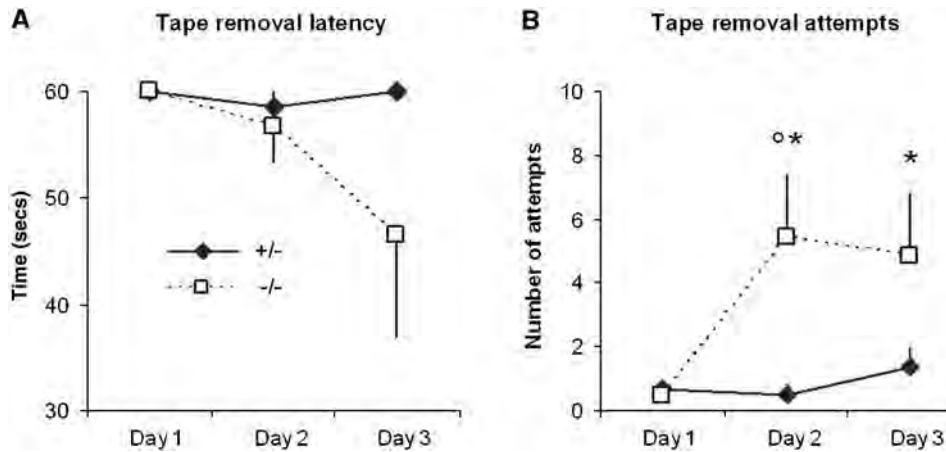 A
Tape removal latency
60
50
40
30
Time (secs)
+/-
-/-
Day 1
Day 2
Day 3
B
Tape removal attempts
10
8
6
4
2
0
Number of attempts
°*
*
Day 1
Day 2
Day 3